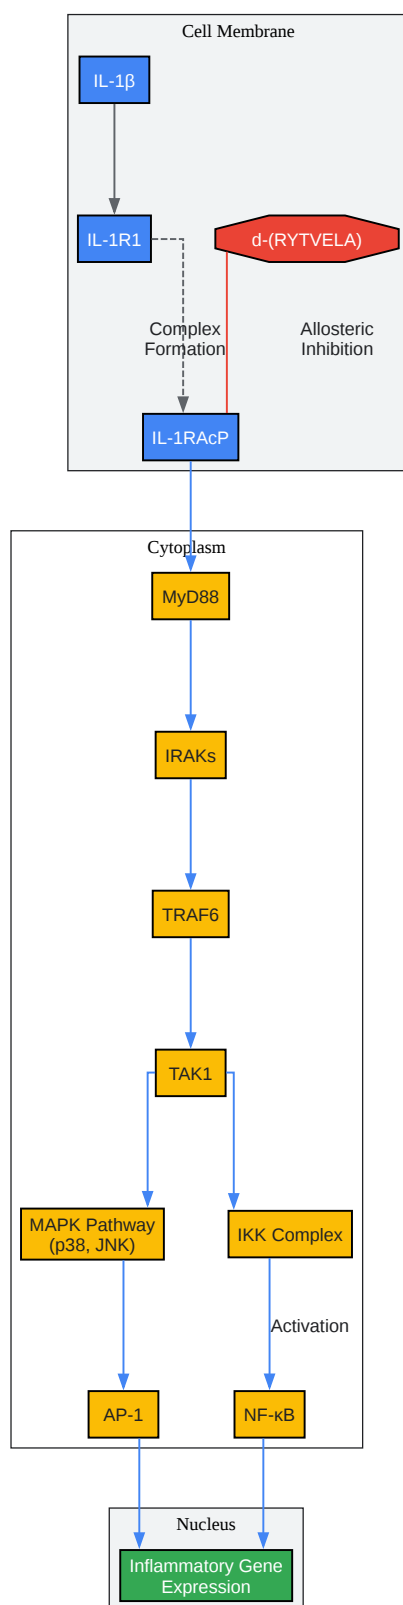 Cell Membrane
IL-1β
IL-1R1
d-(RYTVELA)
Complex
Formation
Allosteric
Inhibition
IL-1RAcP
Cytoplasm
MyD88
IRAKs
TRAF6
TAK1
MAPK Pathway
(p38, JNK)
IKK Complex
Activation
AP-1
NF-κB
Nucleus
Inflammatory Gene
Expression